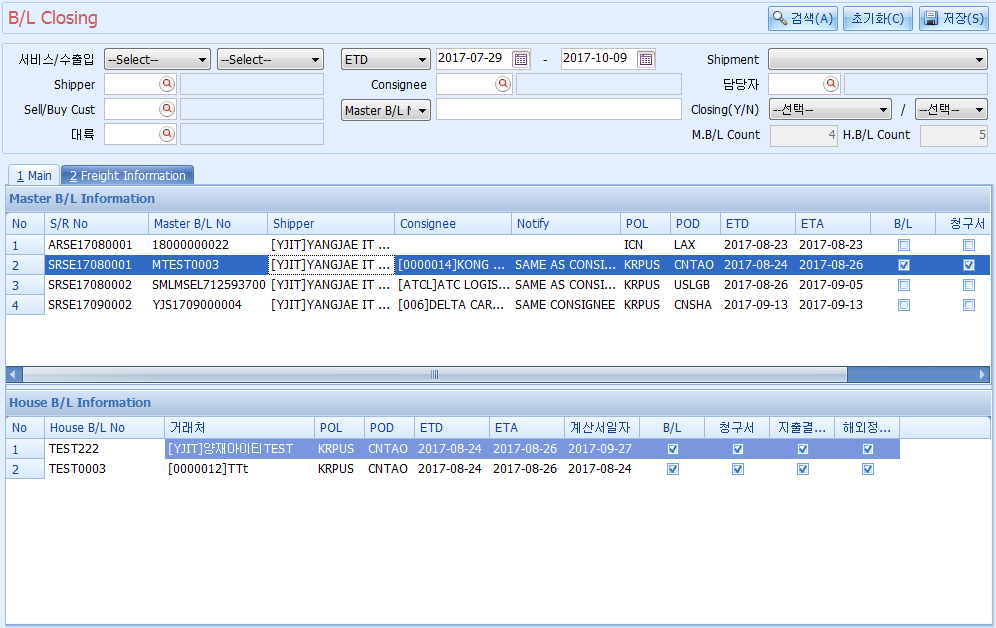 B/L Closing 검색(A) 초기화(C) 저장(S)
서비스/수출입 --Select-- --Select-- ETD 2017-07-29 - 2017-10-09 Shipment
Shipper Consignee 담당자
Sell/Buy Cust Master B/L N Closing(Y/N) --선택-- / --선택--
대륙 M.B/L Count 4 H.B/L Count 5
1 Main 2 Freight Information
Master B/L Information
No S/R No Master B/L No Shipper Consignee Notify POL POD ETD ETA B/L 청구서
1 ARSE17080001 18000000022 [YJIT]YANGJAE IT ... ICN LAX 2017-08-23 2017-08-23
2 SRSE17080001 MTEST0003 [YJIT]YANGJAE IT ... [0000014]KONG ... SAME AS CONSI... KRPUS CNTAO 2017-08-24 2017-08-26
3 SRSE17080002 SMLMSEL712593700 [YJIT]YANGJAE IT ... [ATCL]ATC LOGIS... SAME AS CONSI... KRPUS USLGB 2017-08-26 2017-09-05
4 SRSE17090002 YJS1709000004 [YJIT]YANGJAE IT ... [006]DELTA CAR... SAME CONSIGNEE KRPUS CNSHA 2017-09-13 2017-09-13
House B/L Information
No House B/L No 거래처 POL POD ETD ETA 계산서일자 B/L 청구서 지출결... 해외정...
1 TEST222 [YJIT]양재아이티TEST KRPUS CNTAO 2017-08-24 2017-08-26 2017-09-27
2 TEST0003 [0000012]TTt KRPUS CNTAO 2017-08-24 2017-08-26 2017-08-24